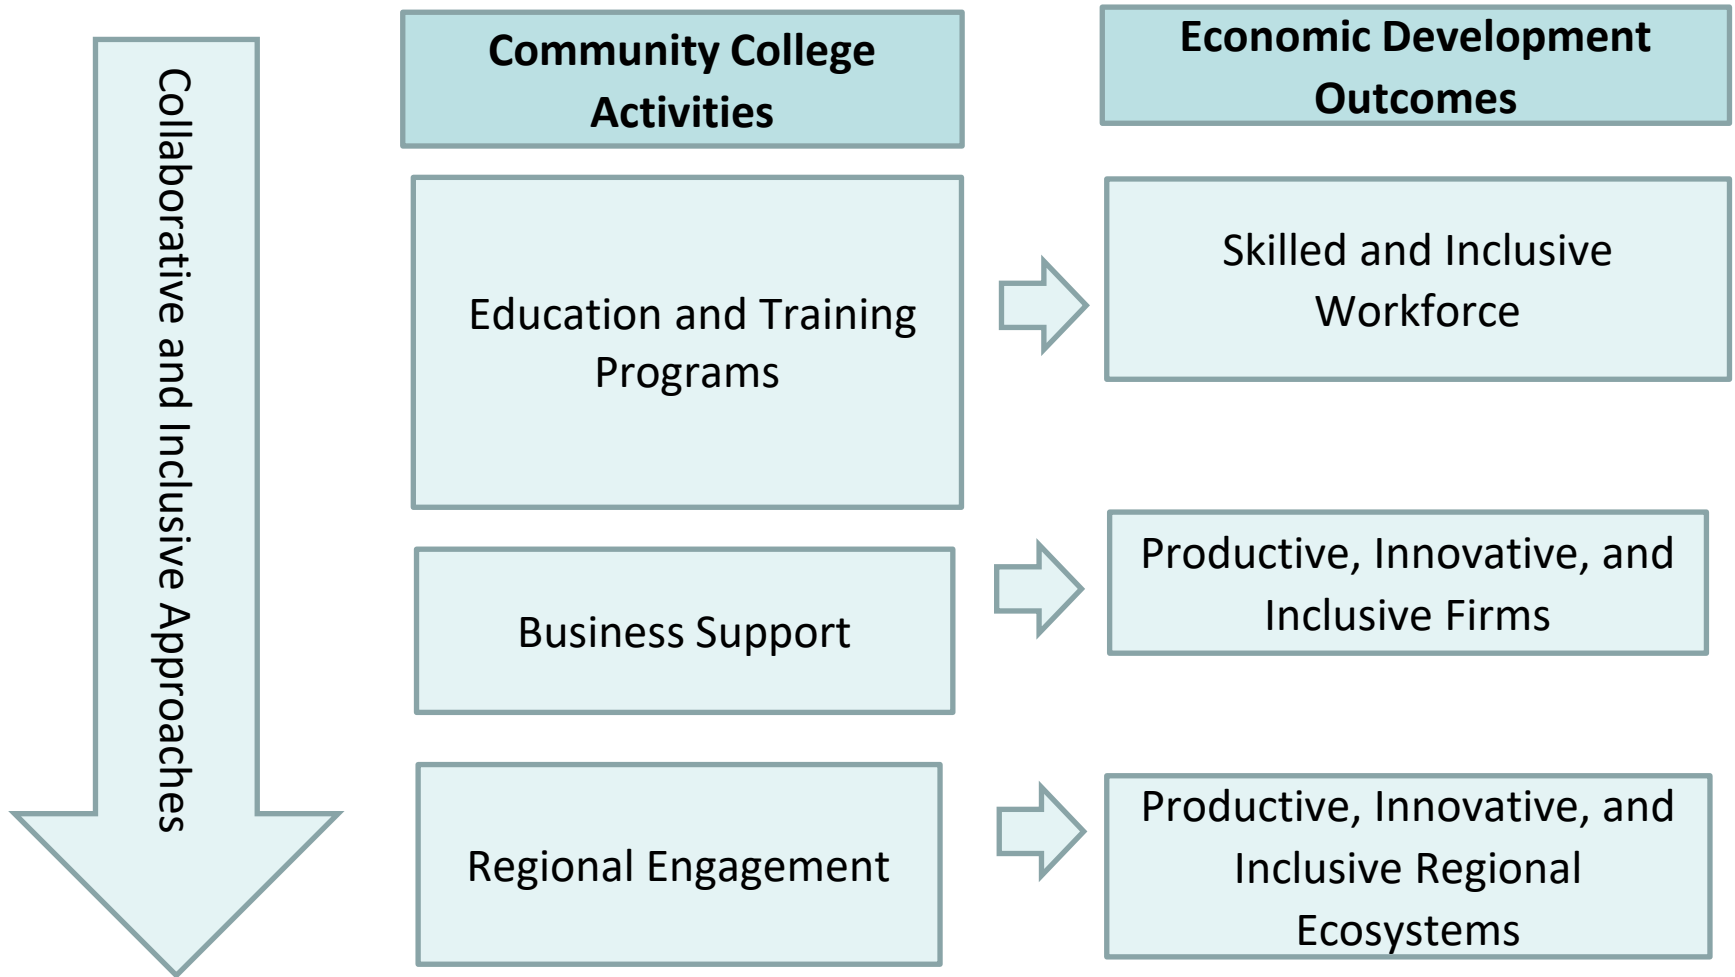 Collaborative and Inclusive Approaches
Community College
Activities
Economic Development
Outcomes
Education and Training
Programs
Skilled and Inclusive
Workforce
Business Support
Productive, Innovative, and
Inclusive Firms
Regional Engagement
Productive, Innovative, and
Inclusive Regional
Ecosystems